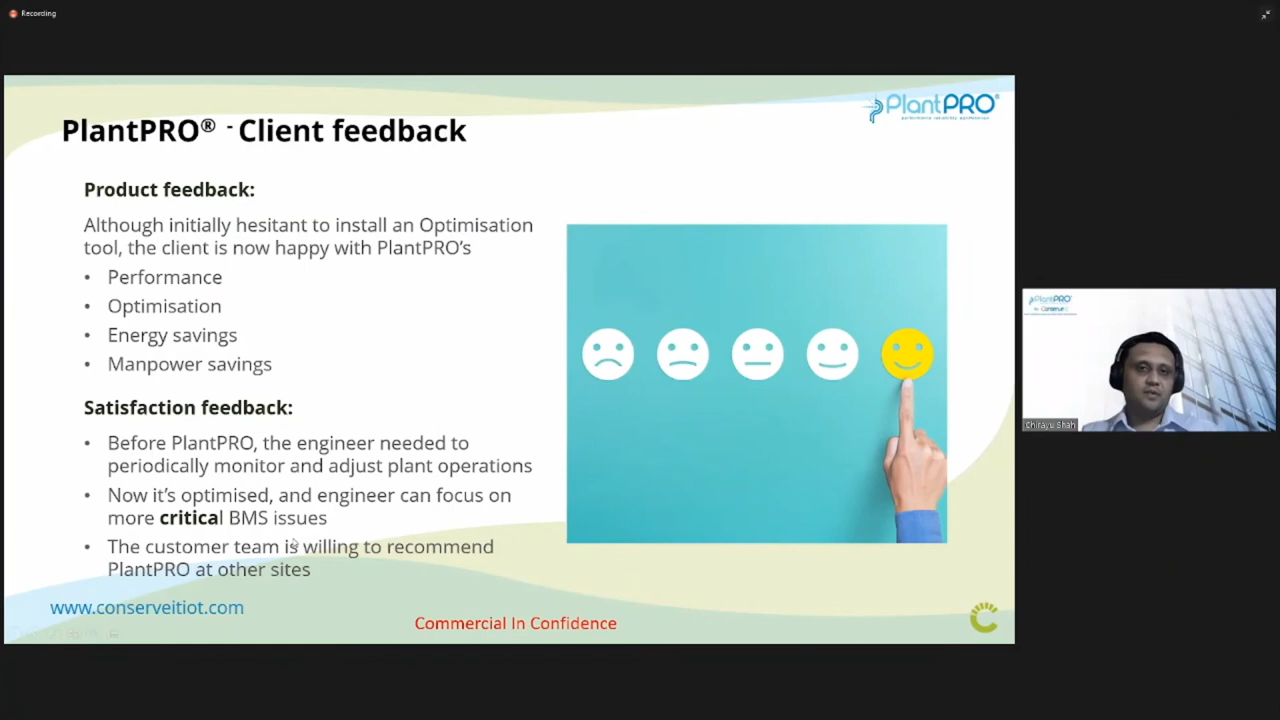 Recording
PlantPRO® - Client feedback
PlantPRO®
Product feedback:
Although initially hesitant to install an Optimisation
tool, the client is now happy with PlantPRO's
• Performance
• Optimisation
• Energy savings
• Manpower savings
Satisfaction feedback:
• Before PlantPRO, the engineer needed to
periodically monitor and adjust plant operations
• Now it's optimised, and engineer can focus on
more critical BMS issues
• The customer team is willing to recommend
PlantPRO at other sites
www.conserveitiot.com
Commercial In Confidence
PlantPRO
Chirayu Shah